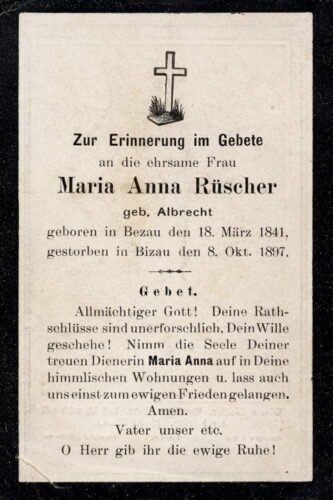 Zur Erinnerung im Gebete
an die ehrsame Frau
Maria Anna Rüscher
geb. Albrecht
geboren in Bezau den 18. März 1841,
gestorben in Bizau den 8. Okt. 1897.
Gebet.
Allmächtiger Gott! Deine Rath-
schlüsse sind unerforschlich, Dein Wille
geschehe! Nimm die Seele Deiner
treuen Dienerin Maria Anna auf in Deine
himmlischen Wohnungen u. lass auch
uns einst zum ewigen Frieden gelangen.
Amen.
Vater unser etc.
O Herr gib ihr die ewige Ruhe!